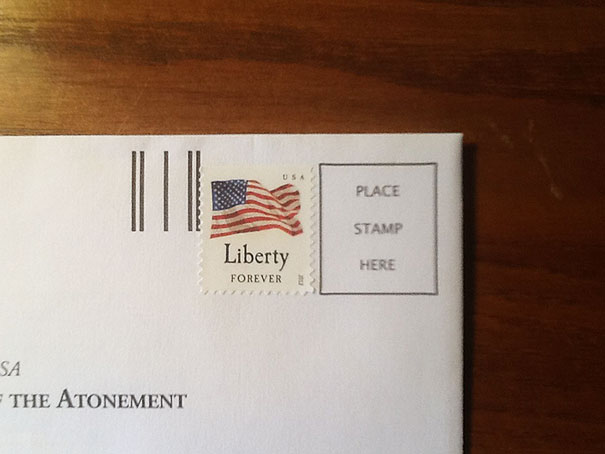 USA
Liberty
FOREVER
PLACE
STAMP
HERE
SA
THE ATONEMENT